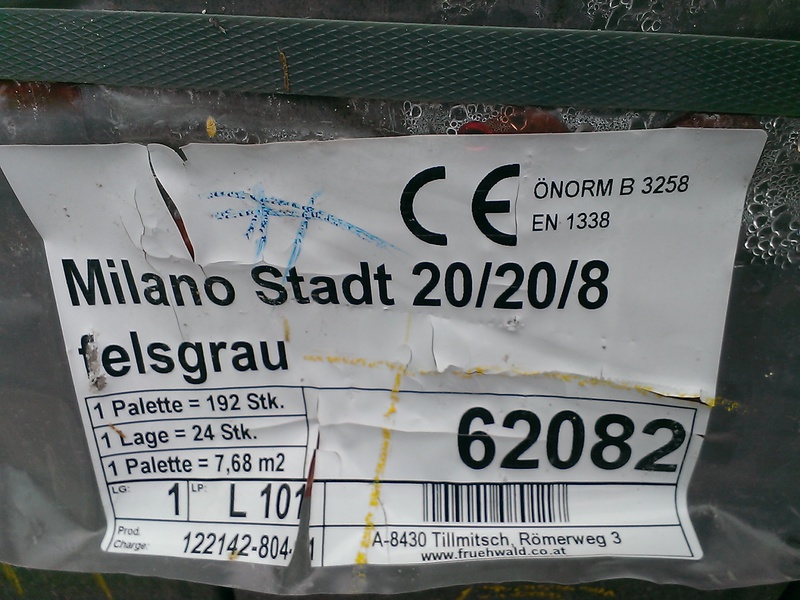 CE
ÖNORM B 3258
EN 1338
Milano Stadt 20/20/8
felsgrau
1 Palette = 192 Stk.
1 Lage = 24 Stk.
1 Palette = 7,68 m2
62082
LG: 1 LP: L 101
Prod.
Charge:
A-8430 Tillmitsch, Römerweg 3
www.fruehwald.co.at